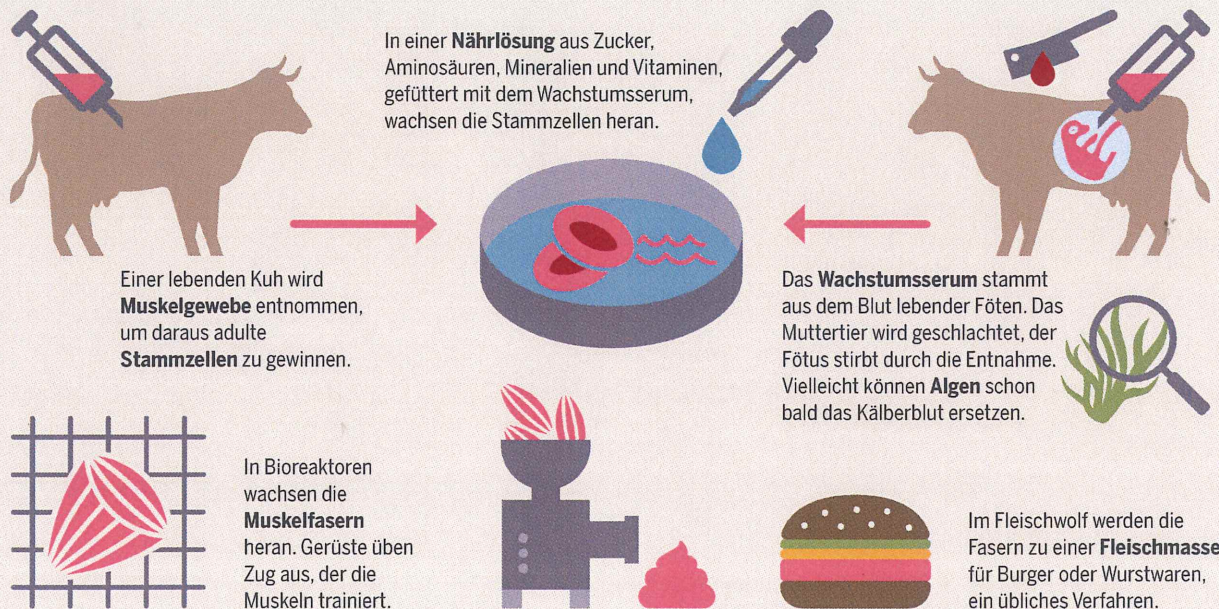 In einer Nährlösung aus Zucker,
Aminosäuren, Mineralien und Vitaminen,
gefüttert mit dem Wachstumsserum,
wachsen die Stammzellen heran.
Einer lebenden Kuh wird
Muskelgewebe entnommen,
um daraus adulte
Stammzellen zu gewinnen.
Das Wachstumsserum stammt
aus dem Blut lebender Föten. Das
Muttertier wird geschlachtet, der
Fötus stirbt durch die Entnahme.
Vielleicht können Algen schon
bald das Kälberblut ersetzen.
In Bioreaktoren
wachsen die
Muskelfasern
heran. Gerüste üben
Zug aus, der die
Muskeln trainiert.
Im Fleischwolf werden die
Fasern zu einer Fleischmasse
für Burger oder Wurstwaren,
ein übliches Verfahren.